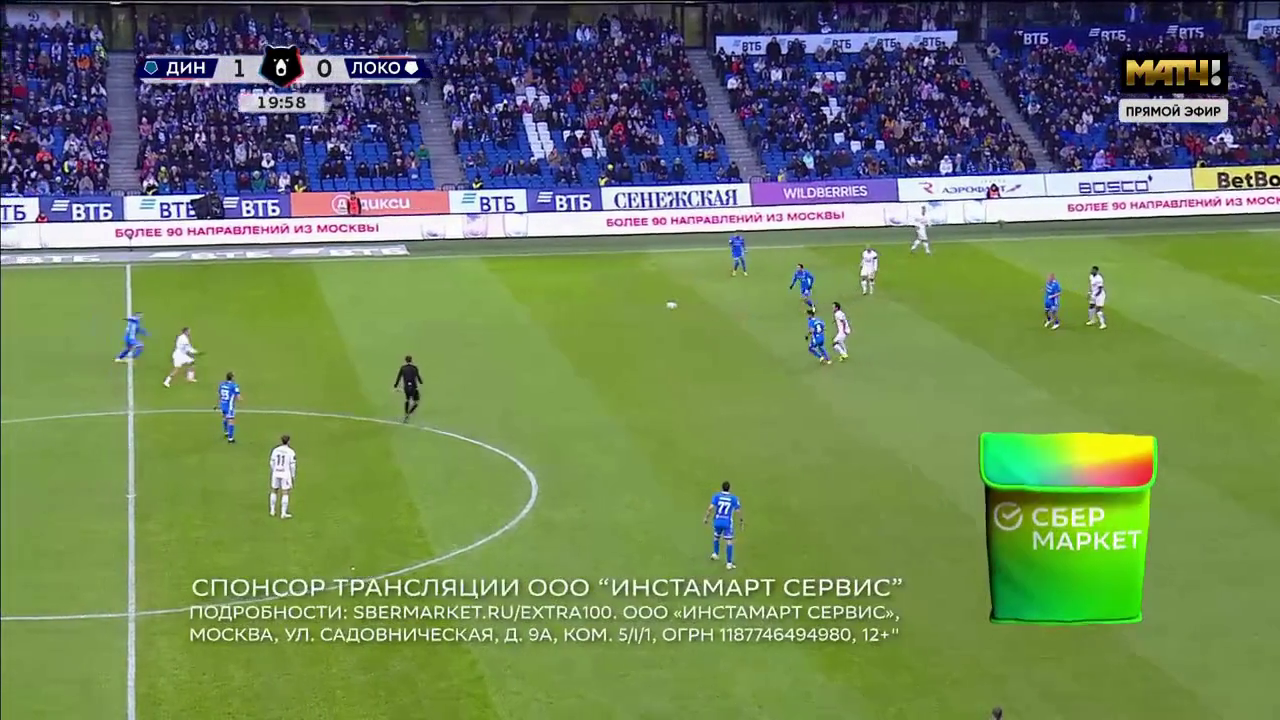 ВТБ ВТБ ВТБ ВТБ
ДИН 1 0 ЛОКО
19:58
МАТЧ!
ПРЯМОЙ ЭФИР
ТБ ВТБ ВТБ ВТБ ДИКСИ ВТБ ВТБ СЕНЕЖСКАЯ WILDBERRIES АЭРОФЛОТ BOSCO BetBo
БОЛЕЕ 90 НАПРАВЛЕНИЙ ИЗ МОСКВЫ БОЛЕЕ 90 НАПРАВЛЕНИЙ ИЗ МОСКВЫ БОЛЕЕ 90 НАПРАВЛЕНИЙ ИЗ МОСКВЫ
ВТБ ВТБ ВТБ
11
77
СБЕР
МАРКЕТ
СПОНСОР ТРАНСЛЯЦИИ ООО “ИНСТАМАРТ СЕРВИС”
ПОДРОБНОСТИ: SBERMARKET.RU/EXTRA100. ООО «ИНСТАМАРТ СЕРВИС»,
МОСКВА, УЛ. САДОВНИЧЕСКАЯ, Д. 9А, КОМ. 5/I/1, ОГРН 1187746494980, 12+"